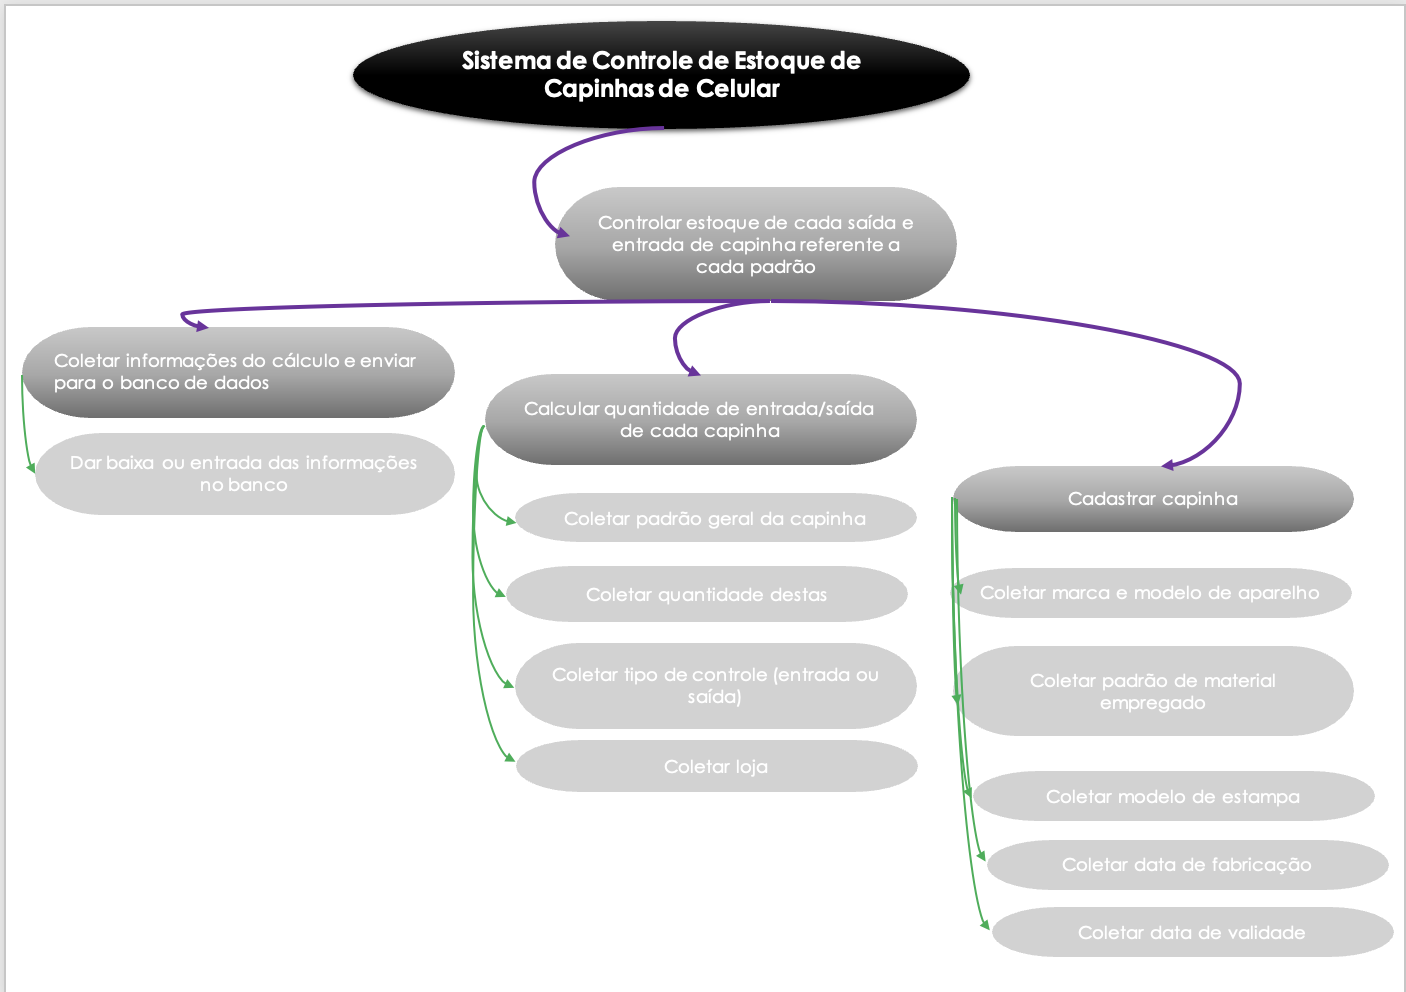 Sistema de Controle de Estoque de
Capinhas de Celular
Controlar estoque de cada saída e
entrada de capinha referente a
cada padrão
Coletar informações do cálculo e enviar
para o banco de dados
Dar baixa ou entrada das informações
no banco
Calcular quantidade de entrada/saída
de cada capinha
Coletar padrão geral da capinha
Coletar quantidade destas
Coletar tipo de controle (entrada ou
saída)
Coletar loja
Cadastrar capinha
Coletar marca e modelo de aparelho
Coletar padrão de material
empregado
Coletar modelo de estampa
Coletar data de fabricação
Coletar data de validade